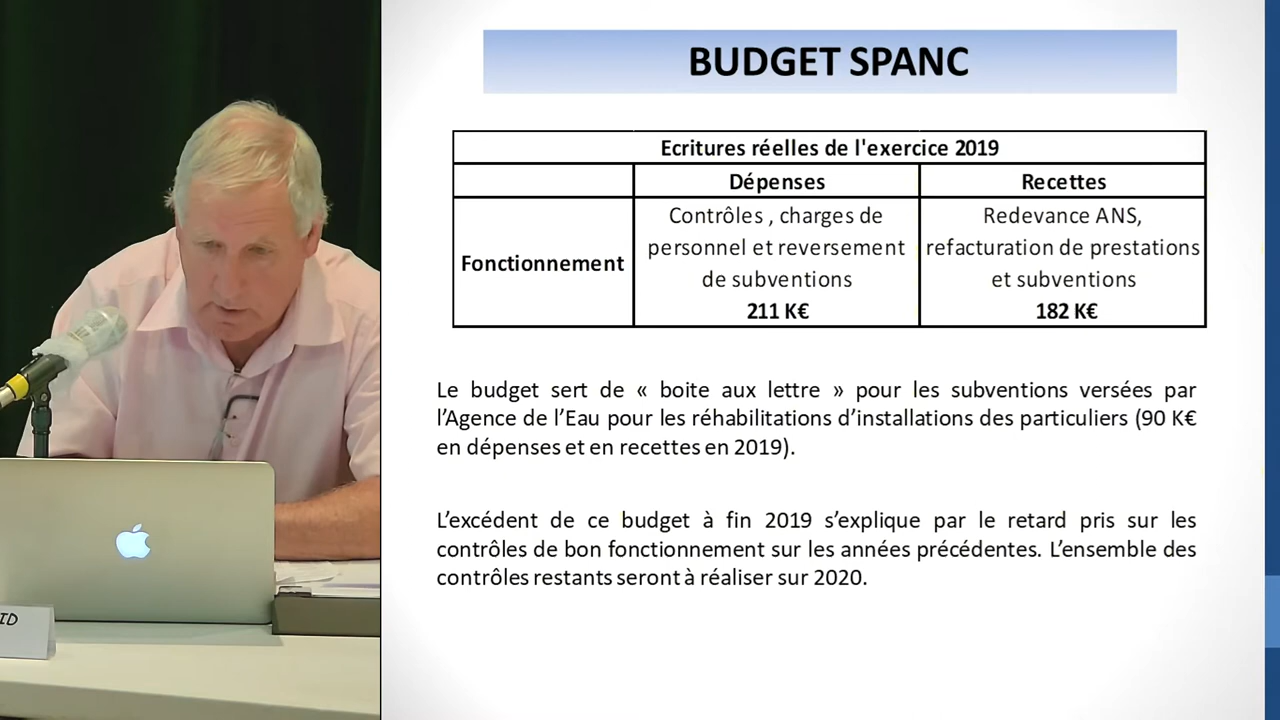 BUDGET SPANC
Ecritures réelles de l'exercice 2019
Dépenses
Recettes
Fonctionnement
Contrôles , charges de
personnel et reversement
de subventions
211 K€
Redevance ANS,
refacturation de prestations
et subventions
182 K€
Le budget sert de « boite aux lettre » pour les subventions versées par
l’Agence de l’Eau pour les réhabilitations d’installations des particuliers (90 K€
en dépenses et en recettes en 2019).
L’excédent de ce budget à fin 2019 s’explique par le retard pris sur les
contrôles de bon fonctionnement sur les années précédentes. L’ensemble des
contrôles restants seront à réaliser sur 2020.
ID